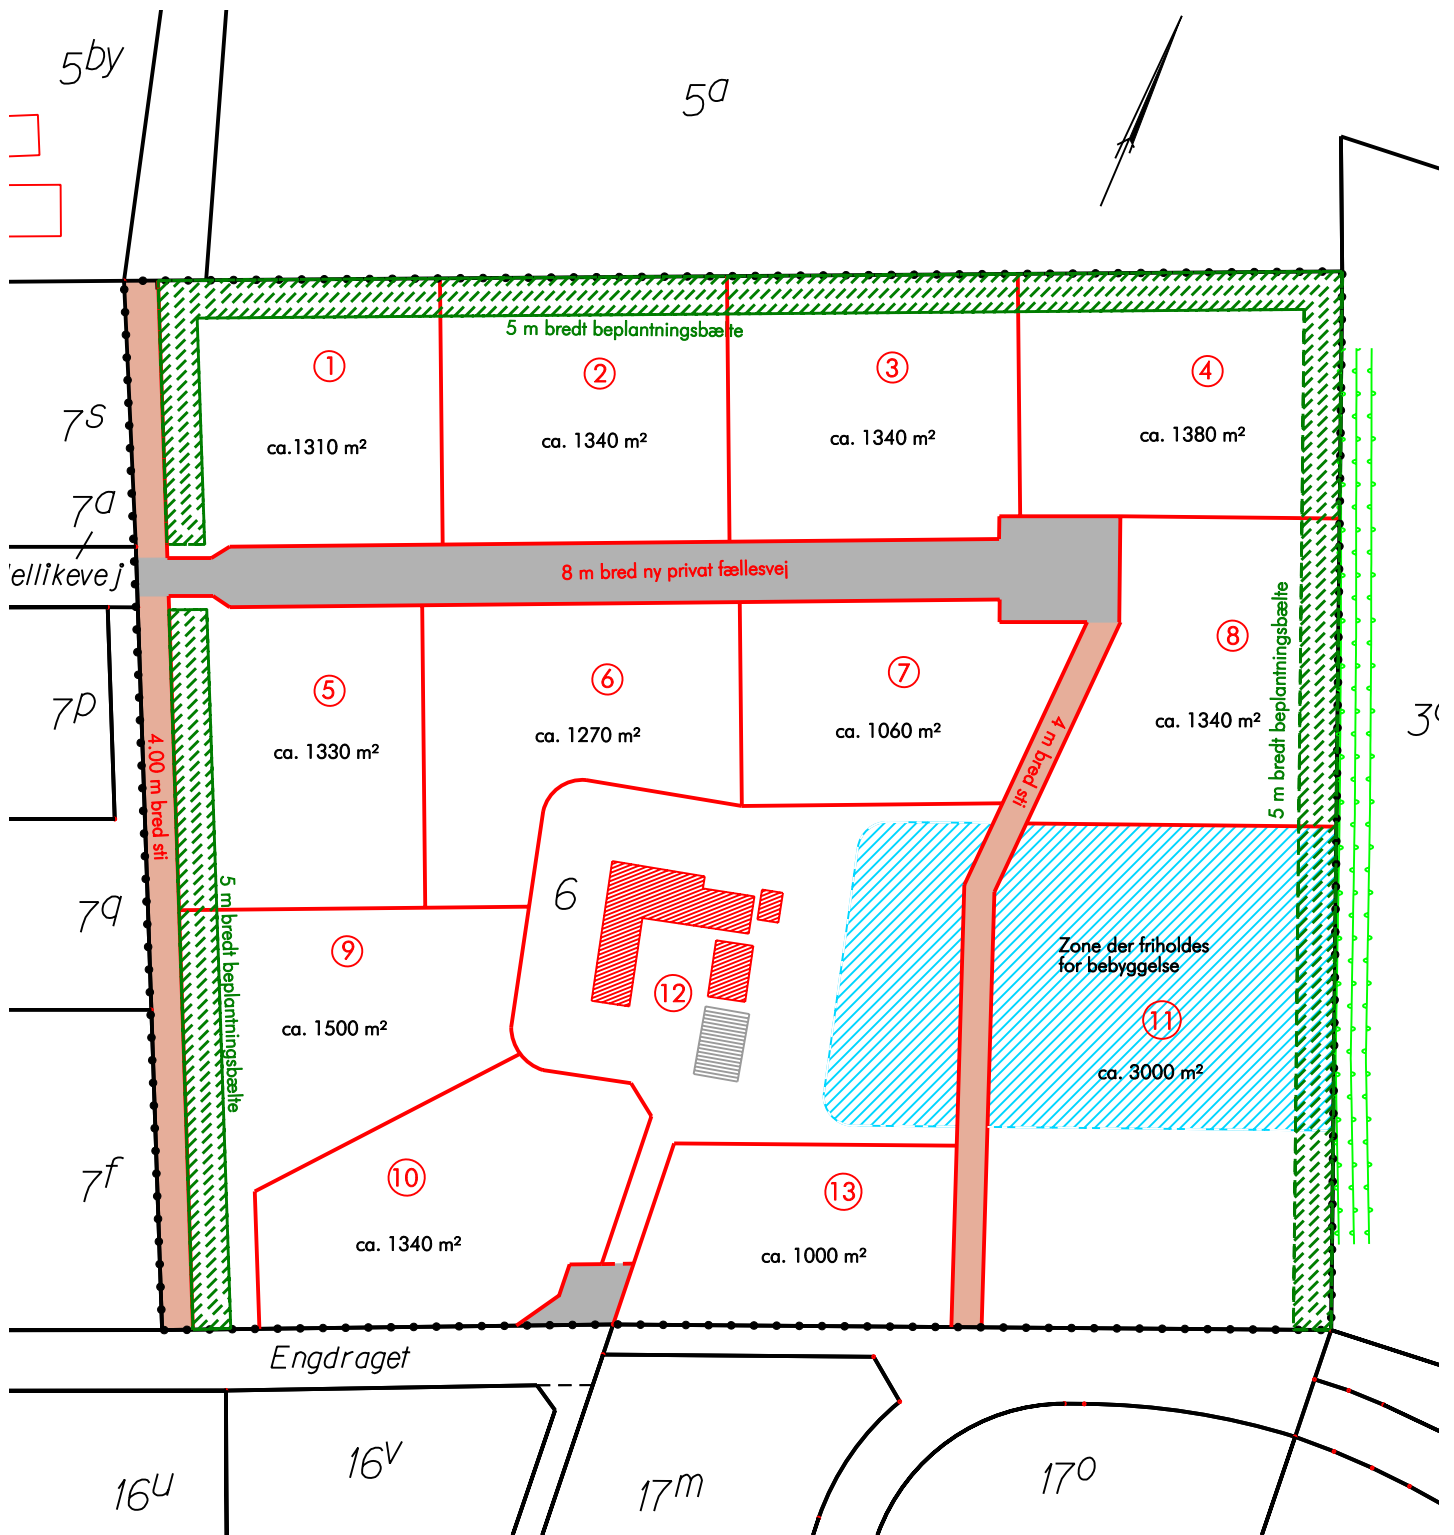 5by
5a
5 m bredt beplantningsbælte
1
2
3
4
ca.1310 m²
ca. 1340 m²
ca. 1340 m²
ca. 1380 m²
7s
7a
8 m bred ny privat fællesvej
5 m bredt beplantningsbælte
5
6
7
8
ca. 1330 m²
ca. 1270 m²
ca. 1060 m²
ca. 1340 m²
7p
4.00 m bred sti
4 m bred sti
7q
5 m bredt beplantningsbælte
6
9
ca. 1500 m²
12
Zone der friholdes
for bebyggelse
11
ca. 3000 m²
7f
10
ca. 1340 m²
13
ca. 1000 m²
Engdraget
16u
16v
17m
17o